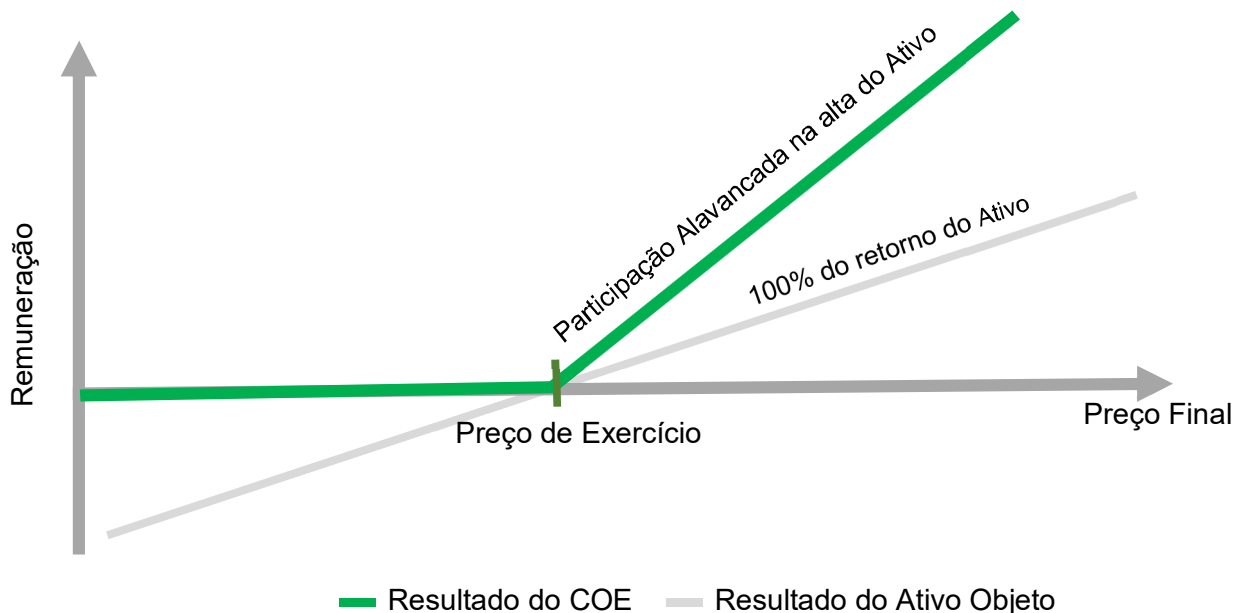 Participação Alavancada na alta do Ativo
100% do retorno do Ativo
Remuneração
Preço de Exercício
Preço Final
Resultado do COE
Resultado do Ativo Objeto